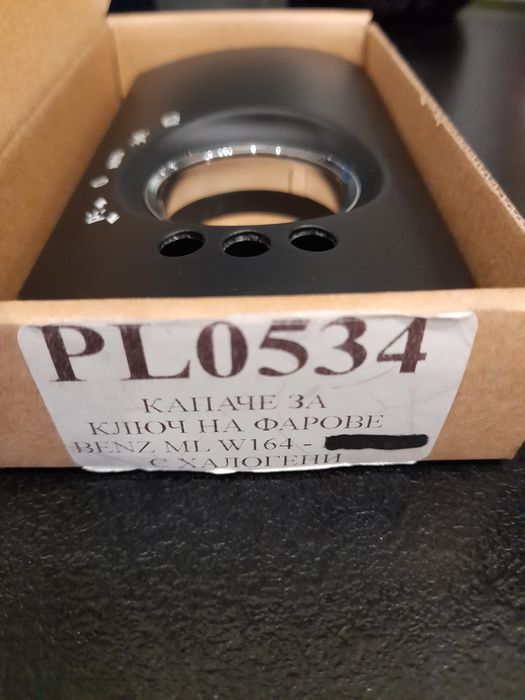 PL0534
КАПАЧЕ ЗА
КЛЮЧ НА ФАРОВЕ
BENZ ML W164 -
С ХАЛОГЕНИ